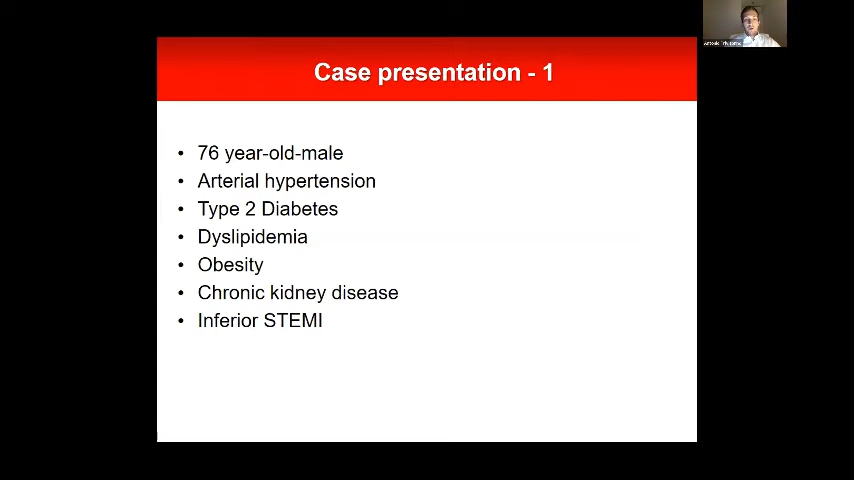 Case presentation - 1
• 76 year-old-male
• Arterial hypertension
• Type 2 Diabetes
• Dyslipidemia
• Obesity
• Chronic kidney disease
• Inferior STEMI